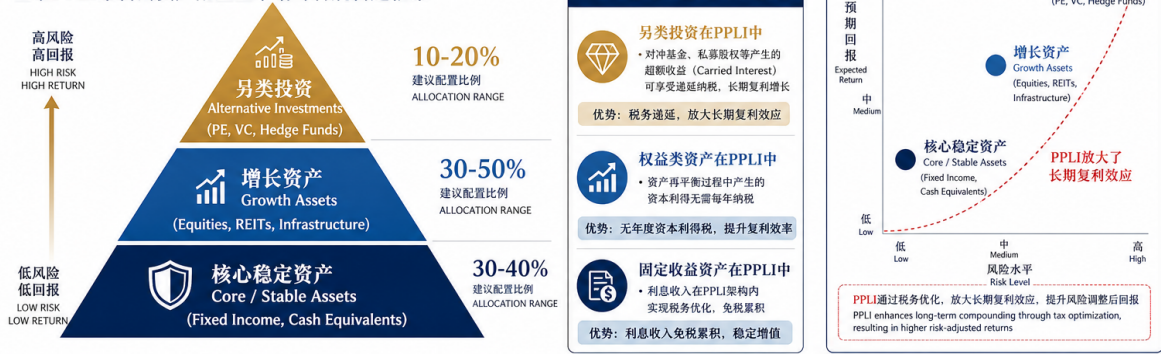 高风险
高回报
HIGH RISK
HIGH RETURN
低风险
低回报
LOW RISK
LOW RETURN
另类投资
Alternative Investments
(PE, VC, Hedge Funds)
增长资产
Growth Assets
(Equities, REITs, Infrastructure)
核心稳定资产
Core / Stable Assets
(Fixed Income, Cash Equivalents)
10-20%
建议配置比例
ALLOCATION RANGE
30-50%
建议配置比例
ALLOCATION RANGE
30-40%
建议配置比例
ALLOCATION RANGE
另类投资在PPLI中
• 对冲基金、私募股权等产生的
超额收益（Carried Interest）
可享受递延纳税，长期复利增长
优势：税务递延，放大长期复利效应
权益类资产在PPLI中
• 资产再平衡过程中产生的
资本利得无需每年纳税
优势：无年度资本利得税，提升复利效率
固定收益资产在PPLI中
• 利息收入在PPLI架构内
实现税务优化，免税累积
优势：利息收入免税累积，稳定增值
(PE, VC, Hedge Funds)
预
期
回
报
Expected
Return
中
Medium
低
Low
增长资产
Growth Assets
(Equities, REITs,
Infrastructure)
核心稳定资产
Core / Stable Assets
(Fixed Income,
Cash Equivalents)
PPLI放大了
长期复利效应
低
Low
中
Medium
高
High
风险水平
Risk Level
PPLI通过税务优化，放大长期复利效应，提升风险调整后回报
PPLI enhances long-term compounding through tax optimization,
resulting in higher risk-adjusted returns